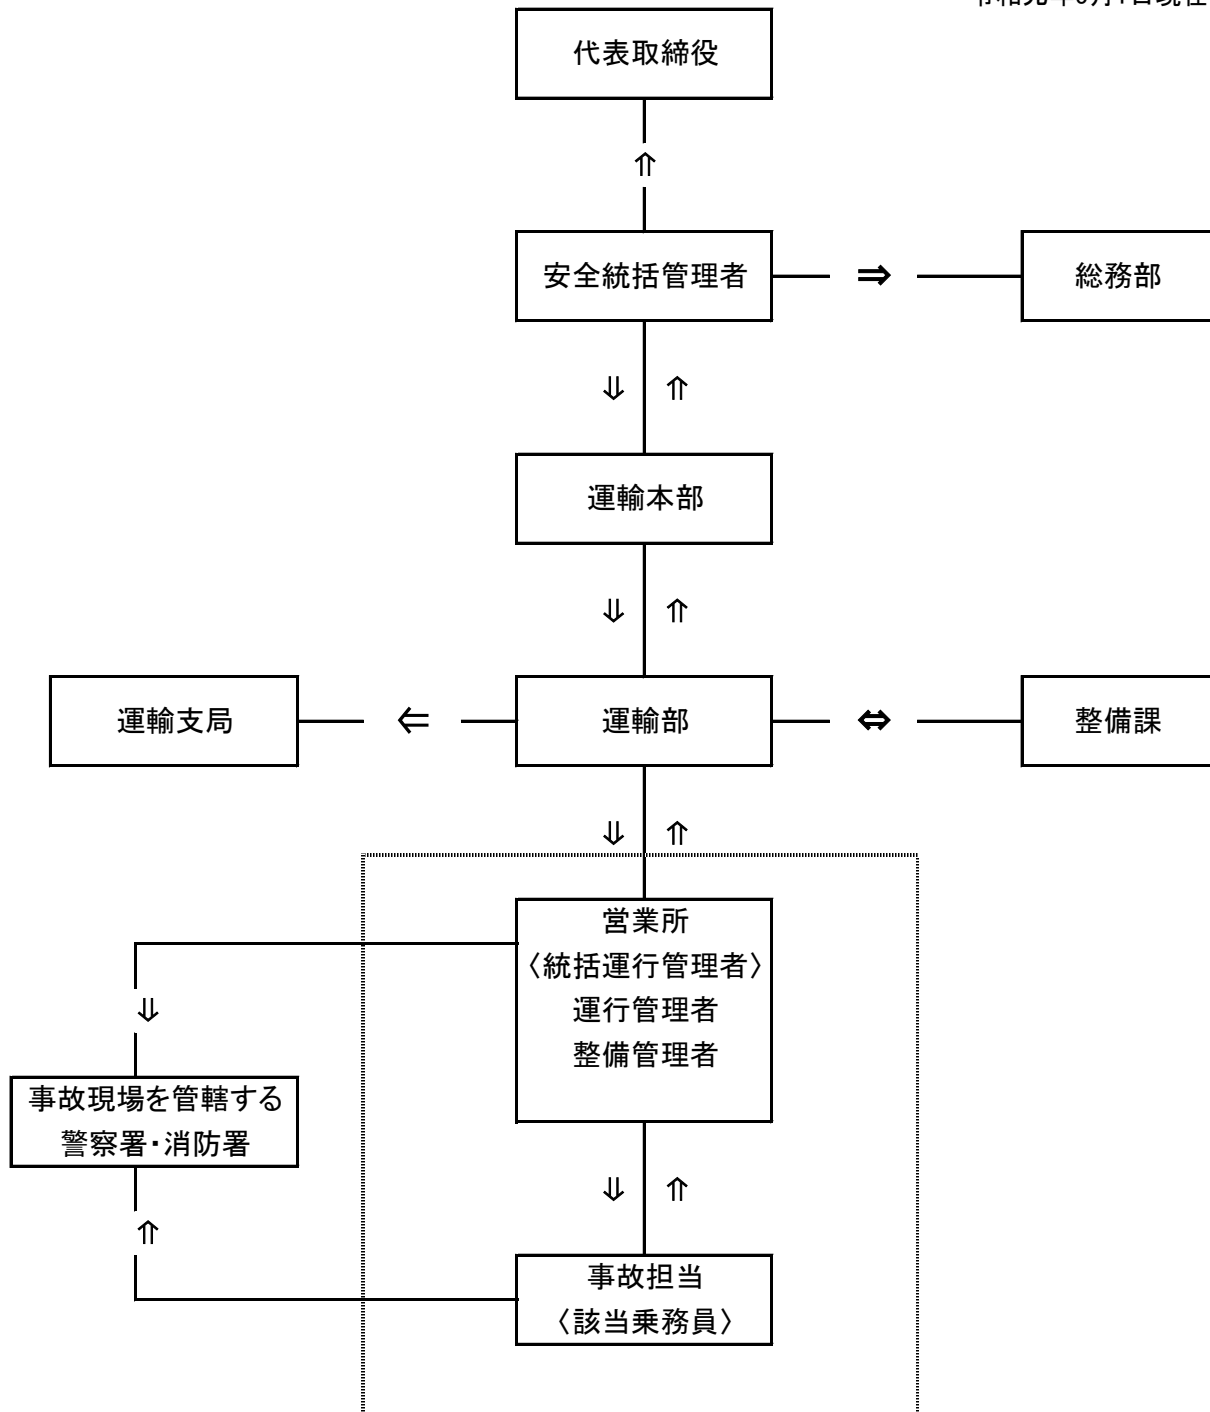 代表取締役
⇑
安全統括管理者
⇒
総務部
⇓ ⇑
運輸本部
⇓ ⇑
運輸支局
⇐
運輸部
⇔
整備課
⇓ ⇑
営業所
〈統括運行管理者〉
運行管理者
整備管理者
⇓
事故現場を管轄する
警察署・消防署
⇓ ⇑
⇑
事故担当
〈該当乗務員〉